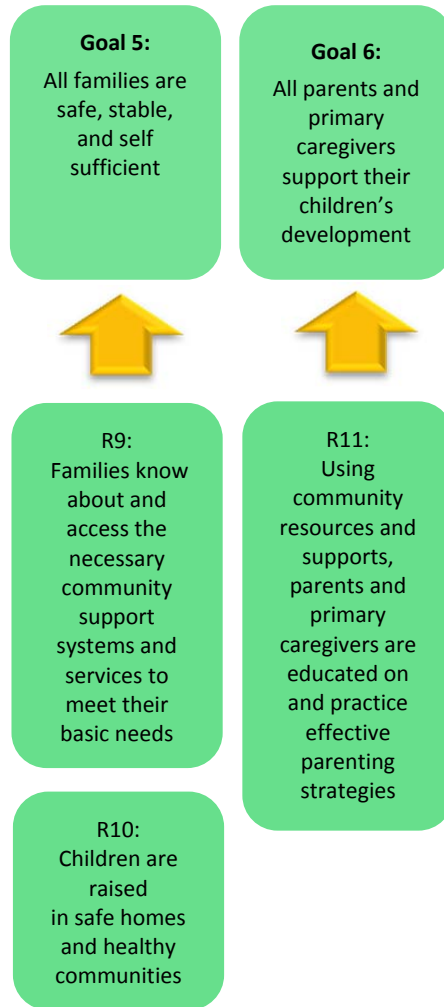 Goal 5:
All families are
safe, stable,
and self
sufficient
Goal 6:
All parents and
primary
caregivers
support their
children’s
development
R9:
Families know
about and
access the
necessary
community
support
systems and
services to
meet their
basic needs
R10:
Children are
raised
in safe homes
and healthy
communities
R11:
Using
community
resources and
supports,
parents and
primary
caregivers are
educated on
and practice
effective
parenting
strategies